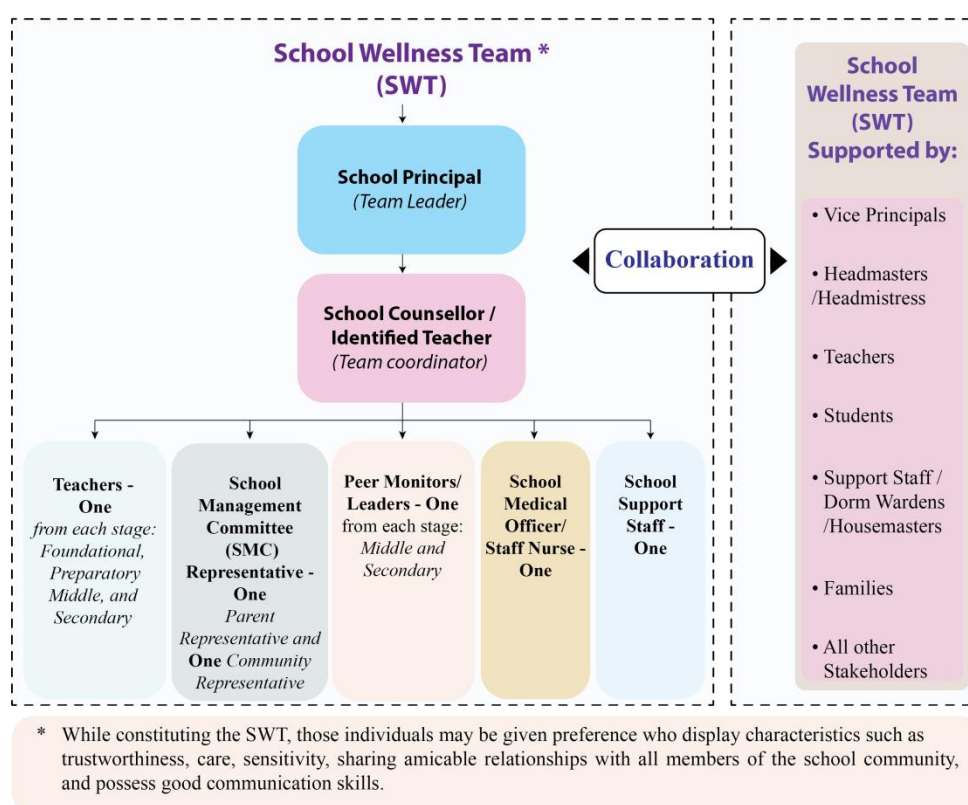 School Wellness Team *
(SWT)
School Principal
(Team Leader)
School Counsellor /
Identified Teacher
(Team coordinator)
Teachers -
One
from each stage:
Foundational,
Preparatory
Middle, and
Secondary
School
Management
Committee
(SMC)
Representative -
One
Parent
Representative and
One Community
Representative
Peer Monitors/
Leaders - One
from each stage:
Middle and
Secondary
School
Medical
Officer/
Staff Nurse -
One
School
Support
Staff -
One
Collaboration
School
Wellness Team
(SWT)
Supported by:
• Vice Principals
• Headmasters
/Headmistress
• Teachers
• Students
• Support Staff /
Dorm Wardens
/Housemasters
• Families
• All other
Stakeholders
* While constituting the SWT, those individuals may be given preference who display characteristics such as
trustworthiness, care, sensitivity, sharing amicable relationships with all members of the school community,
and possess good communication skills.